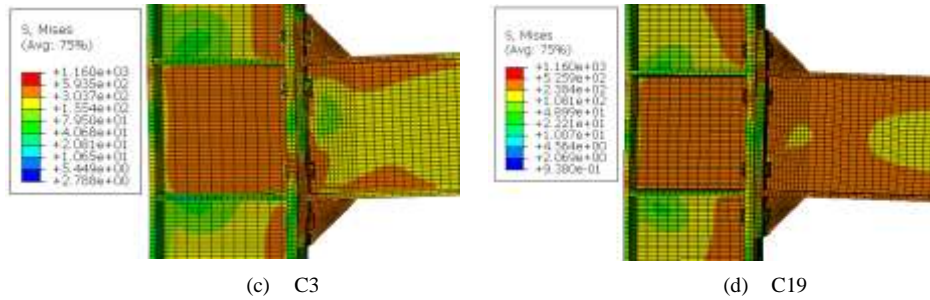 S, Mises
(Avg: 75%)
+1.160e+03
+5.935e+02
+3.037e+02
+1.554e+02
+7.950e+01
+4.068e+01
+2.081e+01
+1.065e+01
+5.449e+00
+2.788e+00
S, Mises
(Avg: 75%)
+1.160e+03
+5.259e+02
+2.384e+02
+1.081e+02
+4.899e+01
+2.221e+01
+1.007e+01
+4.564e+00
+2.069e+00
+9.380e-01
(c) C3
(d) C19